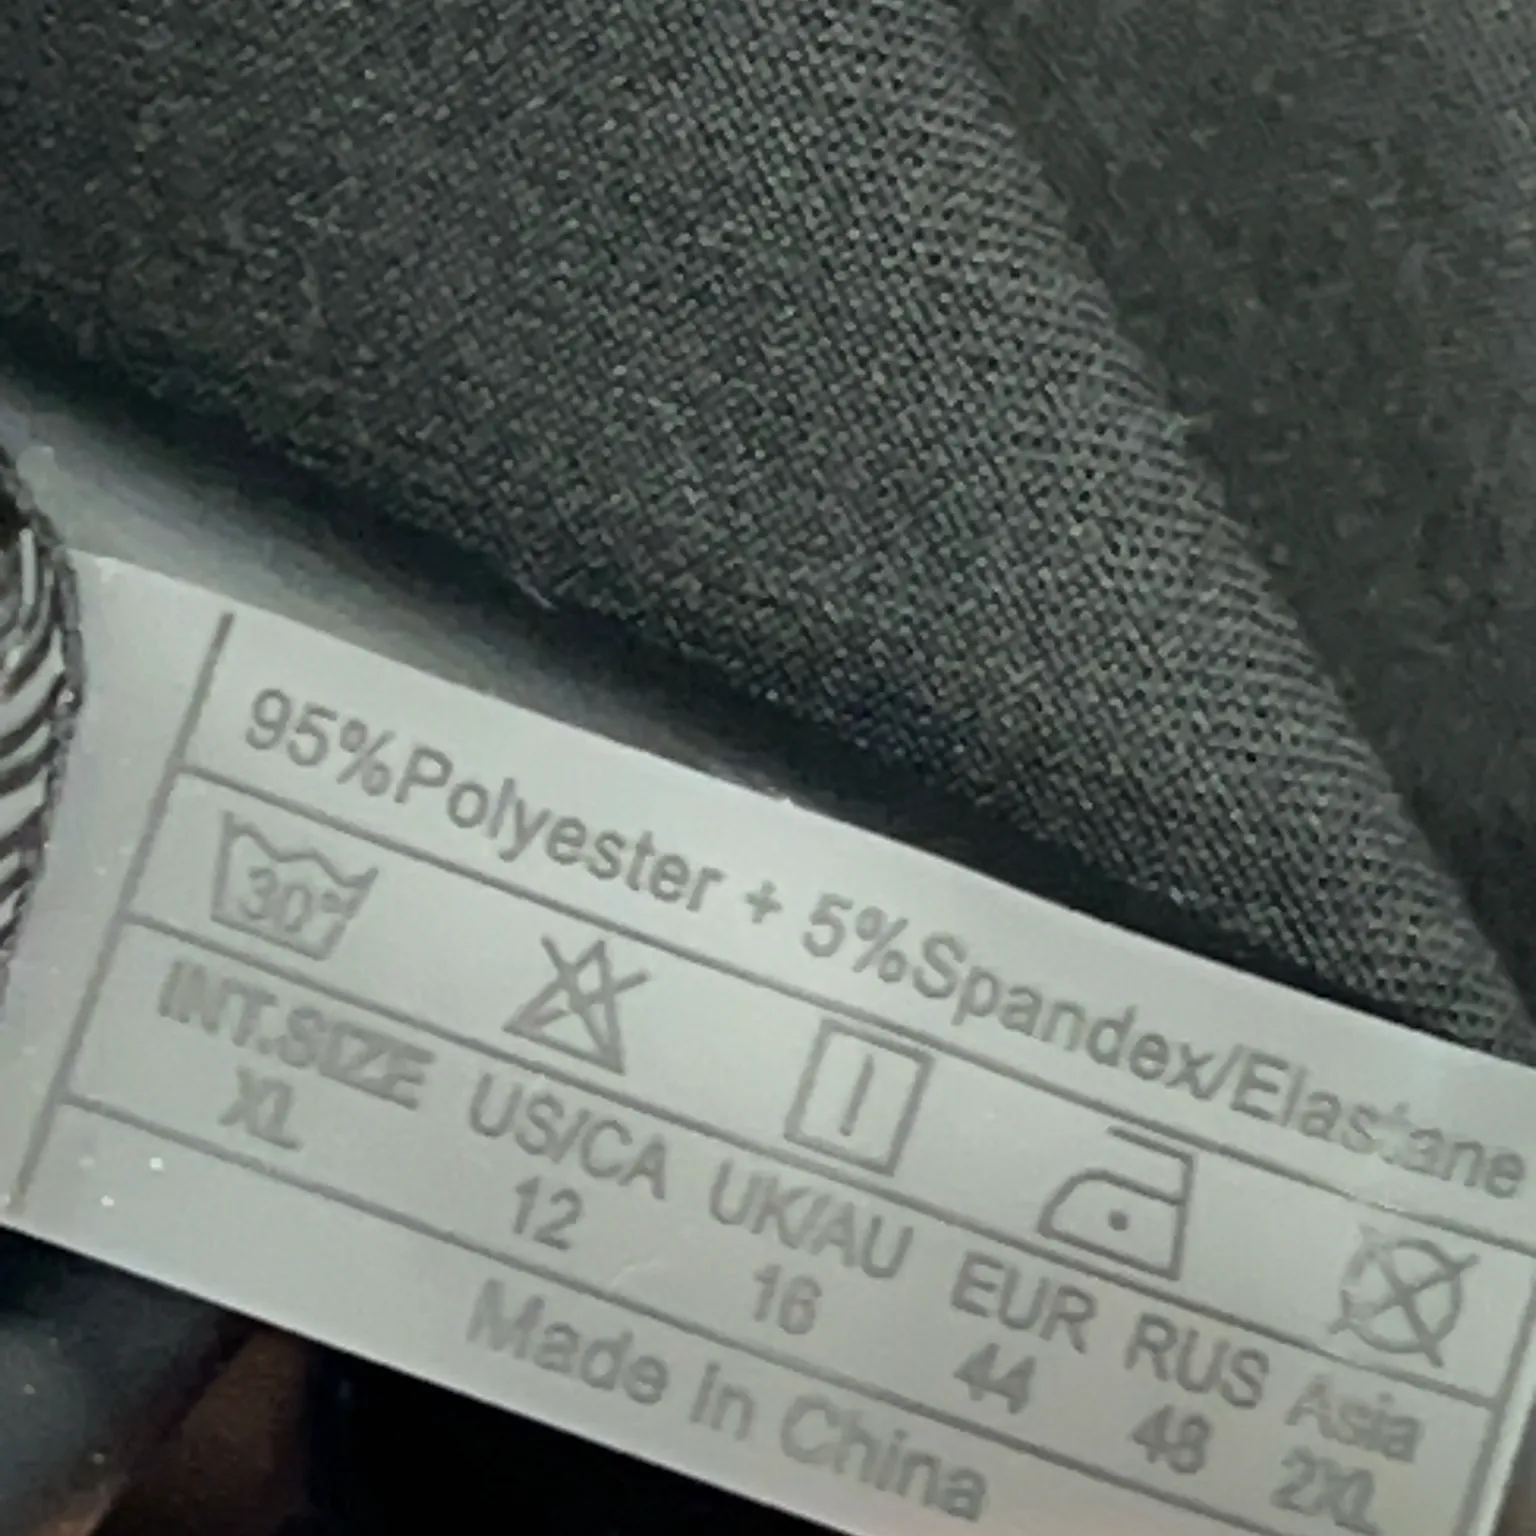 95%Polyester + 5%Spandex/Elastane
30°
INT.SIZE US/CA UK/AU EUR RUS Asia
XL 12 16 44 48 2XL
Made in China